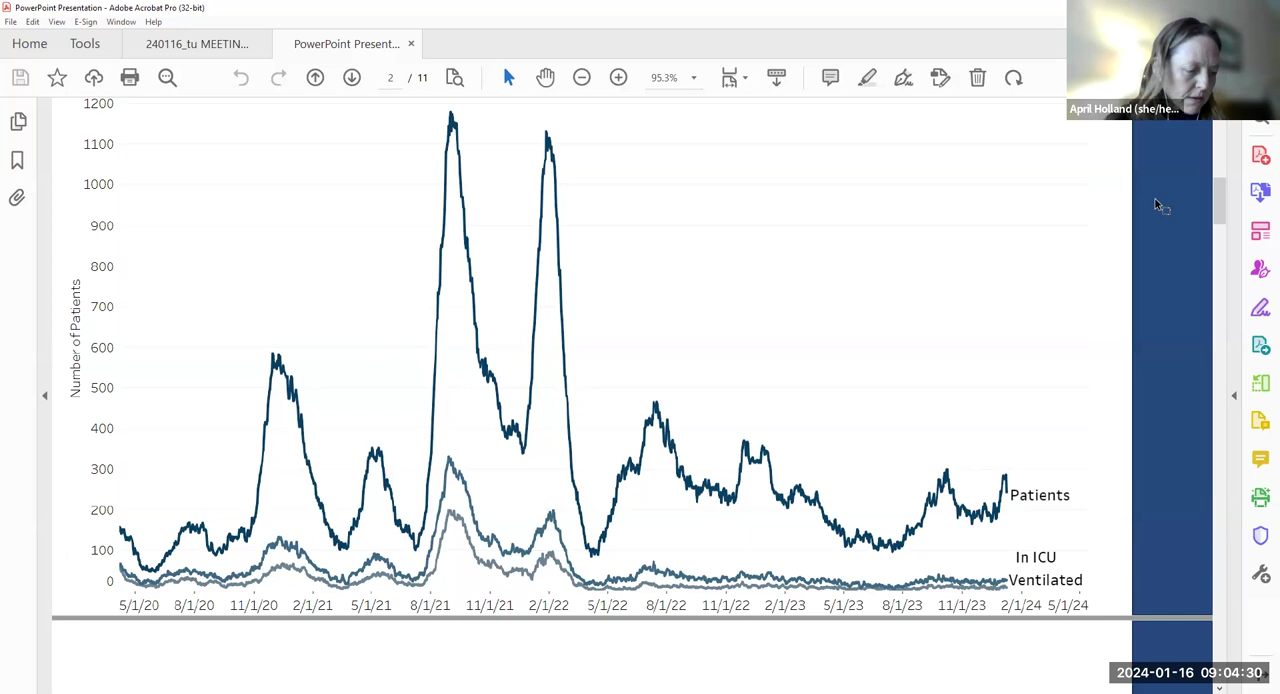 PowerPoint Presentation - Adobe Acrobat Pro (32-bit)
File Edit View E-Sign Window Help
Home Tools 240116_tu MEETIN... PowerPoint Present... ×
2 / 11 95.3%
April Holland (she/he...
1200
1100
1000
900
800
700
600
500
400
300
200
100
0
Number of Patients
Patients
In ICU
Ventilated
5/1/20 8/1/20 11/1/20 2/1/21 5/1/21 8/1/21 11/1/21 2/1/22 5/1/22 8/1/22 11/1/22 2/1/23 5/1/23 8/1/23 11/1/23 2/1/24 5/1/24
2024-01-16 09:04:30